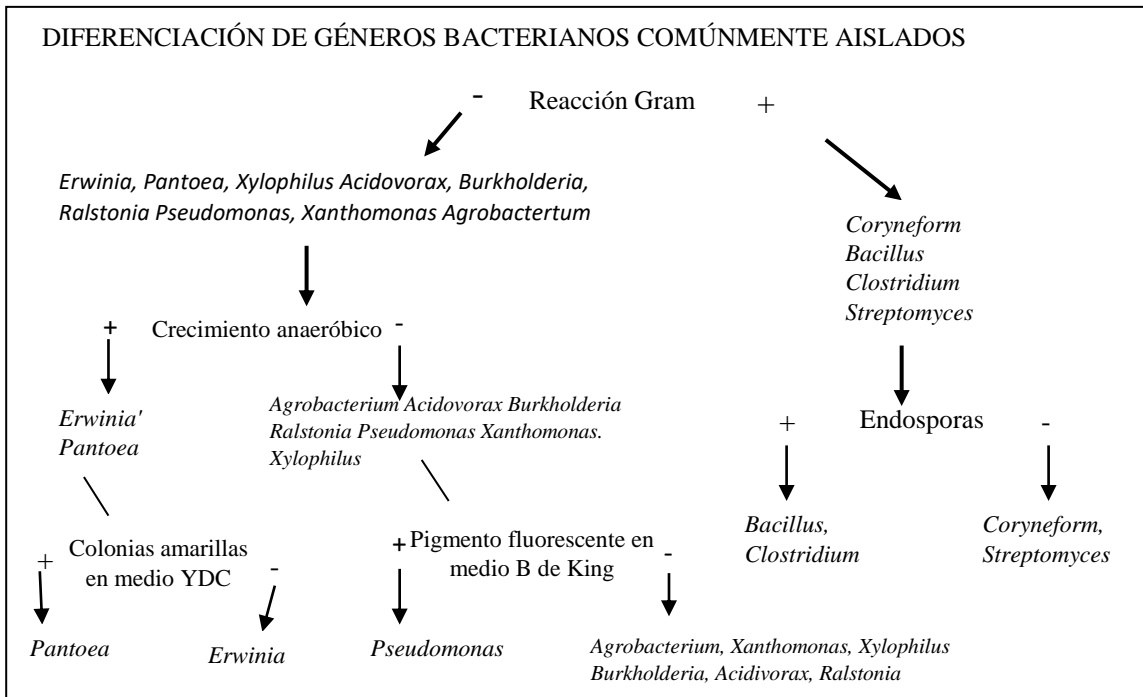 DIFERENCIACIÓN DE GÉNEROS BACTERIANOS COMÚNMENTE AISLADOS
- Reacción Gram +
Erwinia, Pantoea, Xylophilus Acidovorax, Burkholderia,
Ralstonia Pseudomonas, Xanthomonas Agrobactertum
Coryneform
Bacillus
Clostridium
Streptomyces
+ Crecimiento anaeróbico -
Erwinia'
Pantoea
Agrobacterium Acidovorax Burkholderia
Ralstonia Pseudomonas Xanthomonas.
Xylophilus
+ Endosporas -
Bacillus,
Clostridium
Coryneform,
Streptomyces
+ Colonias amarillas -
en medio YDC
+ Pigmento fluorescente en -
medio B de King
Pantoea
Erwinia
Pseudomonas
Agrobacterium, Xanthomonas, Xylophilus
Burkholderia, Acidivorax, Ralstonia